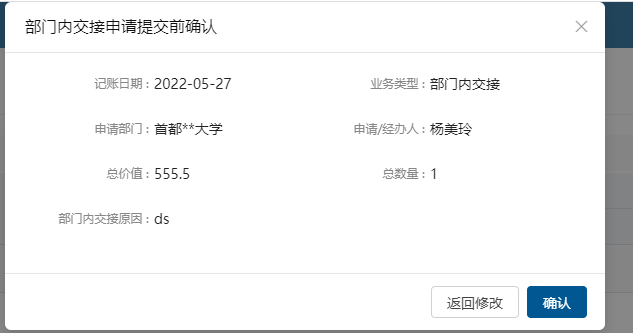 部门内交接申请提交前确认
记账日期： 2022-05-27 业务类型： 部门内交接
申请部门： 首都**大学 申请/经办人： 杨美玲
总价值： 555.5 总数量： 1
部门内交接原因： ds
返回修改 确认